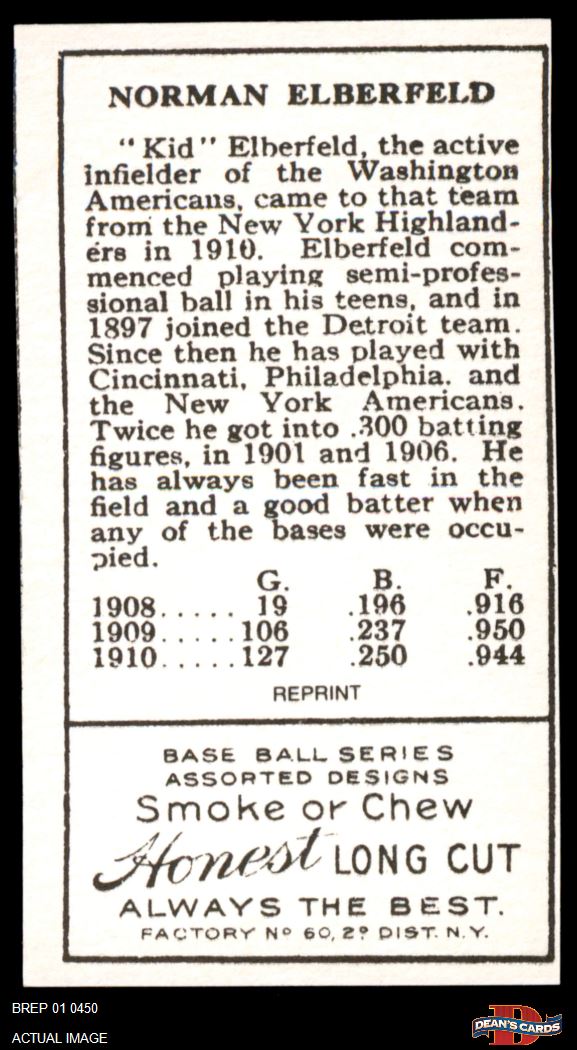 NORMAN ELBERFELD
"Kid" Elberfeld, the active
infielder of the Washington
Americans, came to that team
from the New York Highland-
ers in 1910. Elberfeld com-
menced playing semi-profes-
sional ball in his teens, and in
1897 joined the Detroit team.
Since then he has played with
Cincinnati, Philadelphia. and
the New York Americans.
Twice he got into .300 batting
figures, in 1901 and 1906. He
has always been fast in the
field and a good batter when
any of the bases were occu-
pied.
G. B. F.
1908..... 19 .196 .916
1909.....106 .237 .950
1910.....127 .250 .944
REPRINT
BASE BALL SERIES
ASSORTED DESIGNS
Smoke or Chew
Honest LONG CUT
ALWAYS THE BEST.
FACTORY Nº 60, 2º DIST. N.Y.
BREP 01 0450
ACTUAL IMAGE
D
DEAN'S CARDS